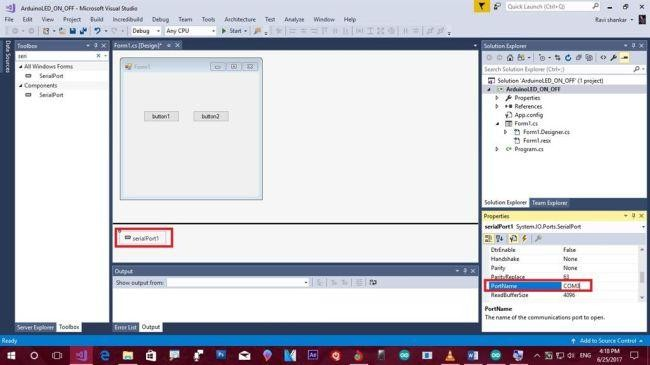 ArduinoLED_ON_OFF - Microsoft Visual Studio
Quick Launch (Ctrl+Q)
File Edit View Project Build Debug Team Tools Architecture Test Analyze Window Help
Ravi shankar
Debug Any CPU Start
Data Sources
Toolbox
sen
All Windows Forms
SerialPort
Components
SerialPort
Form1.cs [Design]*
Form1
button1 button2
serialPort1
Output
Show output from:
Server Explorer Toolbox
Error List Output
Solution Explorer
Search Solution Explorer (Ctrl+;)
Solution 'ArduinoLED_ON_OFF' (1 project)
ArduinoLED_ON_OFF
Properties
References
App.config
Form1.cs
Form1.Designer.cs
Form1.resx
Program.cs
Solution Explorer Team Explorer
Properties
serialPort1 System.IO.Ports.SerialPort
DtrEnable False
Handshake None
Parity None
ParityReplace 63
PortName COM3
ReadBufferSize 4096
PortName
The name of the communications port to open.
Ready
Add to Source Control
ENG
4:18 PM
6/25/2017